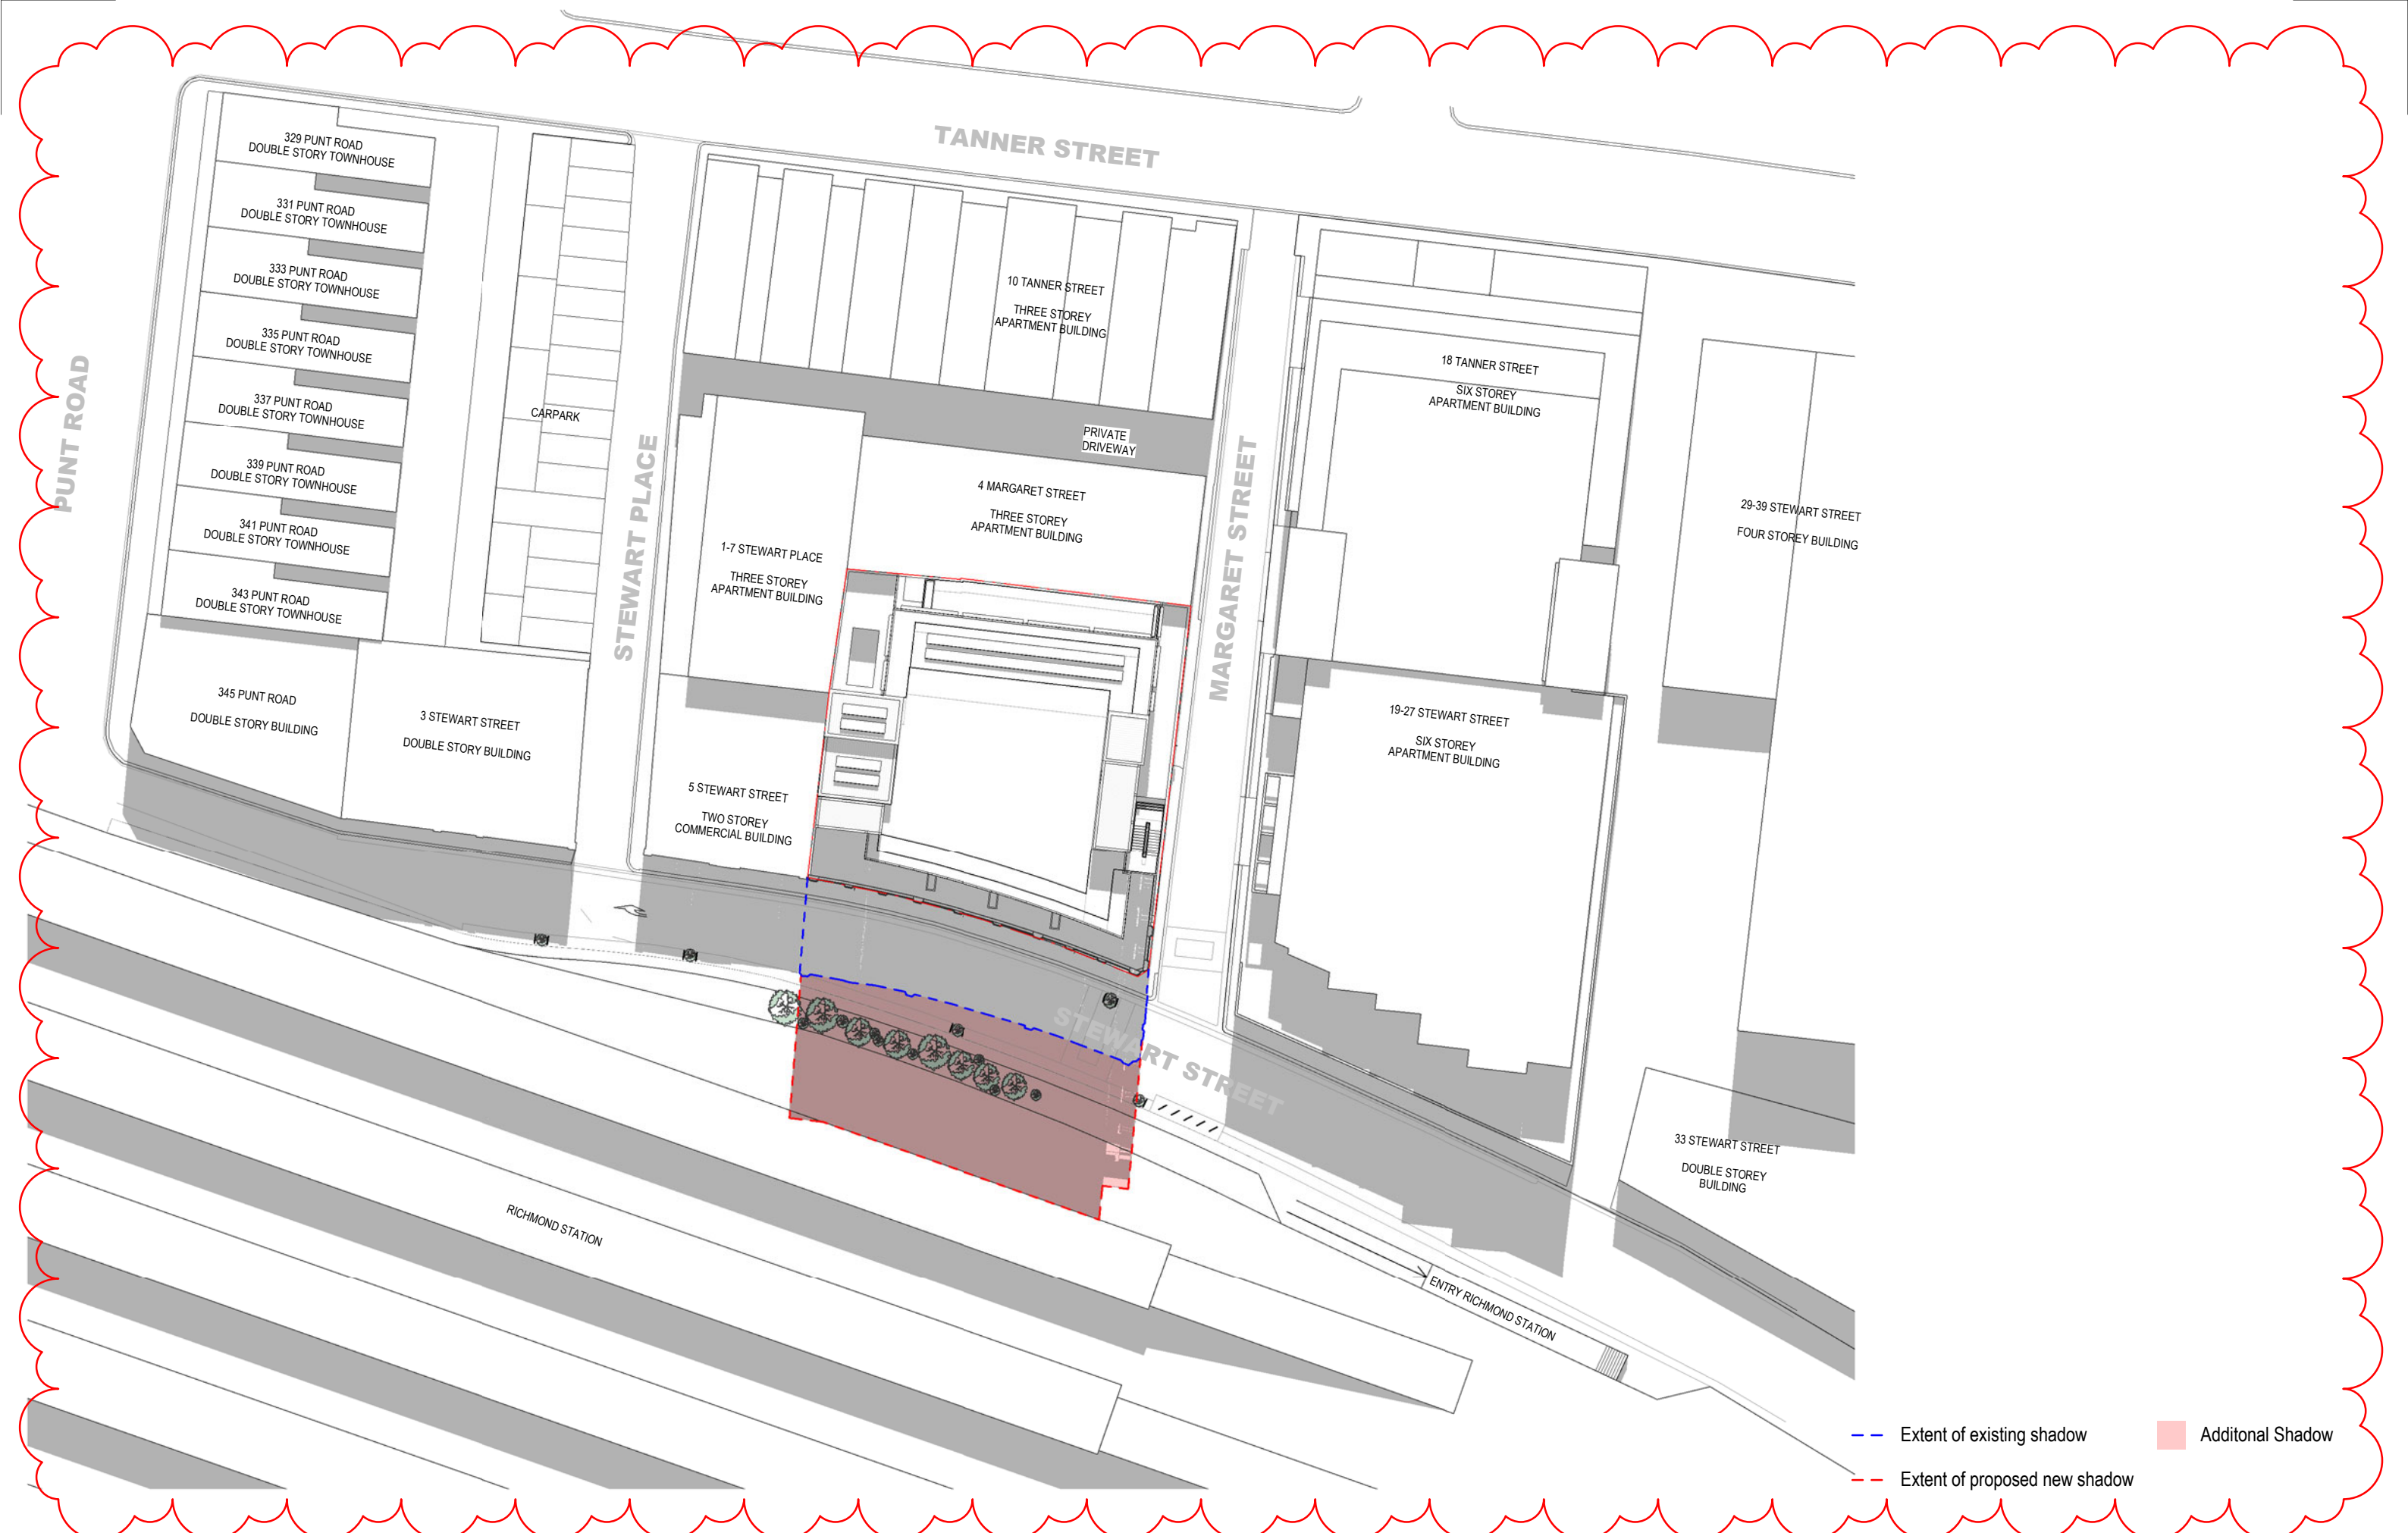 TANNER STREET
329 PUNT ROAD
DOUBLE STORY TOWNHOUSE
331 PUNT ROAD
DOUBLE STORY TOWNHOUSE
333 PUNT ROAD
DOUBLE STORY TOWNHOUSE
335 PUNT ROAD
DOUBLE STORY TOWNHOUSE
337 PUNT ROAD
DOUBLE STORY TOWNHOUSE
339 PUNT ROAD
DOUBLE STORY TOWNHOUSE
341 PUNT ROAD
DOUBLE STORY TOWNHOUSE
343 PUNT ROAD
DOUBLE STORY TOWNHOUSE
PUNT ROAD
CARPARK
STEWART PLACE
10 TANNER STREET
THREE STOREY
APARTMENT BUILDING
PRIVATE
DRIVEWAY
4 MARGARET STREET
THREE STOREY
APARTMENT BUILDING
1-7 STEWART PLACE
THREE STOREY
APARTMENT BUILDING
MARGARET STREET
18 TANNER STREET
SIX STOREY
APARTMENT BUILDING
29-39 STEWART STREET
FOUR STOREY BUILDING
345 PUNT ROAD
DOUBLE STORY BUILDING
3 STEWART STREET
DOUBLE STORY BUILDING
5 STEWART STREET
TWO STOREY
COMMERCIAL BUILDING
19-27 STEWART STREET
SIX STOREY
APARTMENT BUILDING
STEWART STREET
33 STEWART STREET
DOUBLE STOREY
BUILDING
RICHMOND STATION
ENTRY RICHMOND STATION
Extent of existing shadow
Additonal Shadow
Extent of proposed new shadow